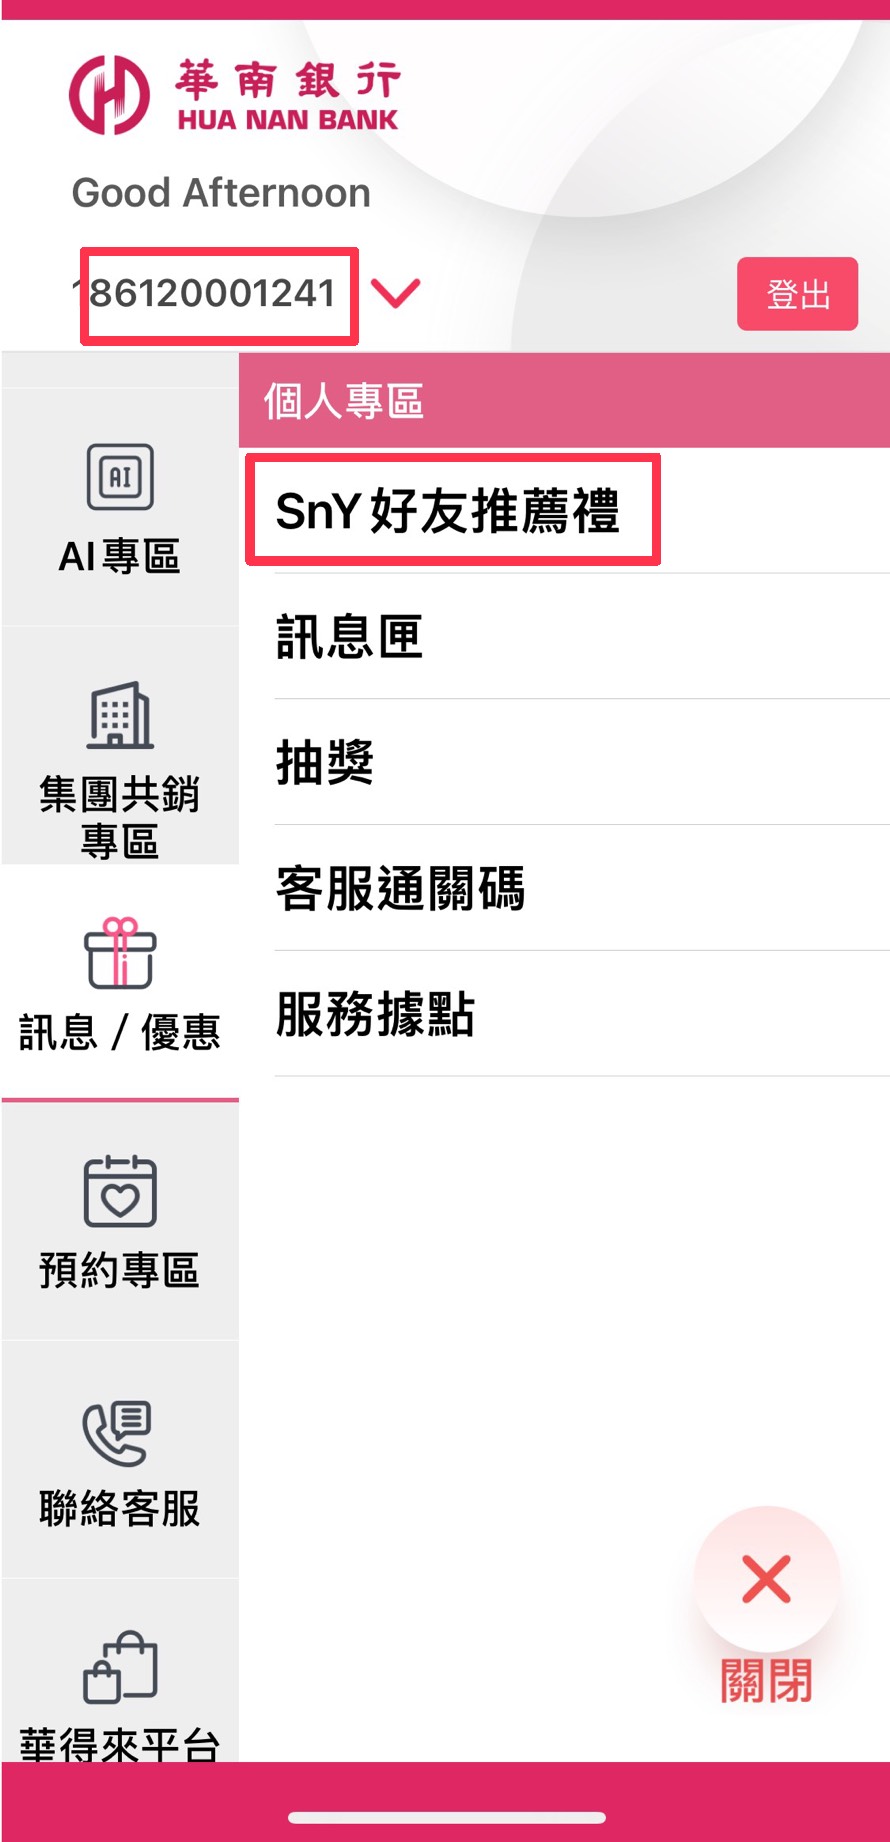 華南銀行
HUA NAN BANK
Good Afternoon
186120001241
登出
個人專區
SnY好友推薦禮
訊息匣
抽獎
客服通關碼
服務據點
AI
AI專區
集團共銷
專區
訊息 / 優惠
預約專區
聯絡客服
華得來平台
關閉